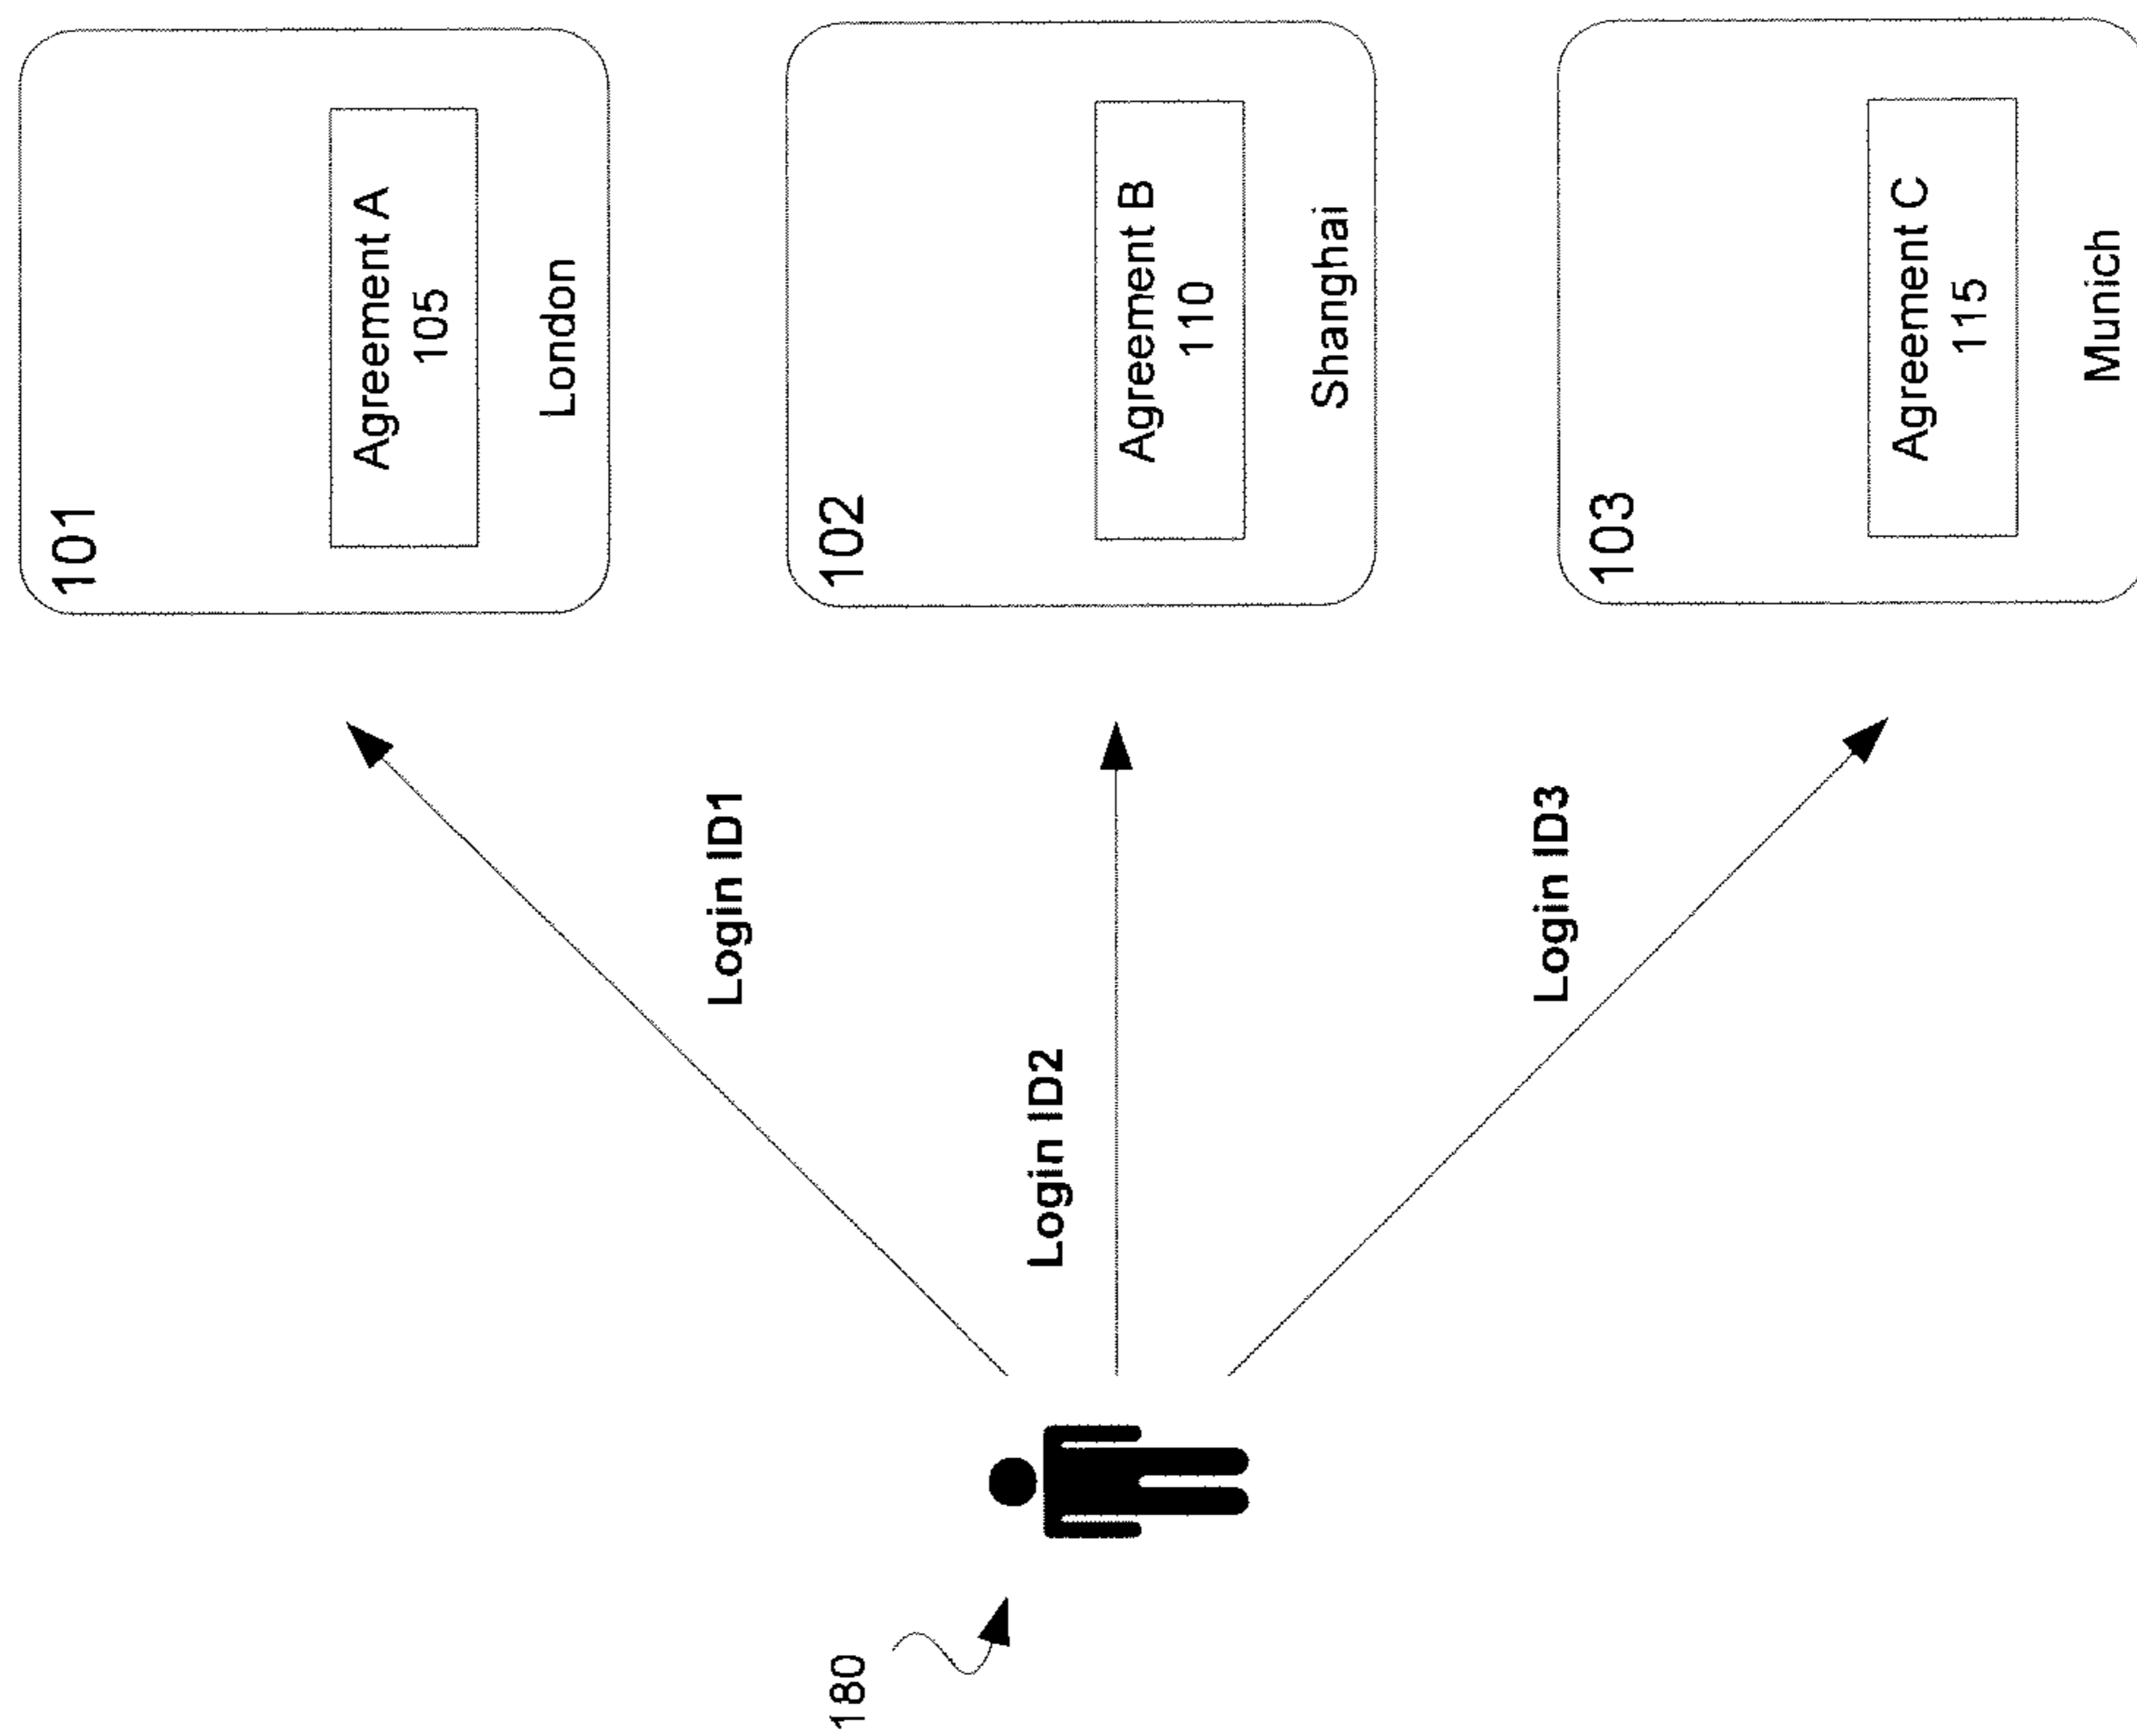 101
Agreement A
105
London
102
Agreement B
110
Shanghai
103
Agreement C
115
Munich
Login ID1
Login ID2
Login ID3
180